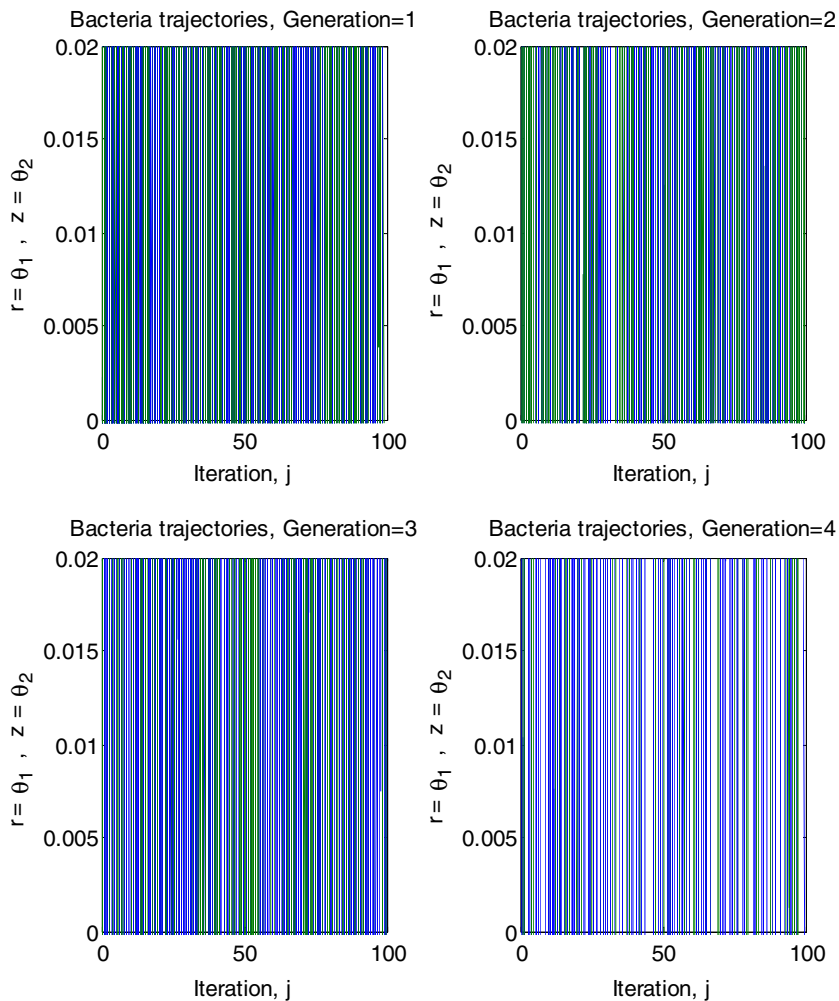 Bacteria trajectories, Generation=1
0.02
0.015
0.01
0.005
0
r = θ₁ , z = θ₂
0 50 100
Iteration, j
Bacteria trajectories, Generation=2
0.02
0.015
0.01
0.005
0
r = θ₁ , z = θ₂
0 50 100
Iteration, j
Bacteria trajectories, Generation=3
0.02
0.015
0.01
0.005
0
r = θ₁ , z = θ₂
0 50 100
Iteration, j
Bacteria trajectories, Generation=4
0.02
0.015
0.01
0.005
0
r = θ₁ , z = θ₂
0 50 100
Iteration, j